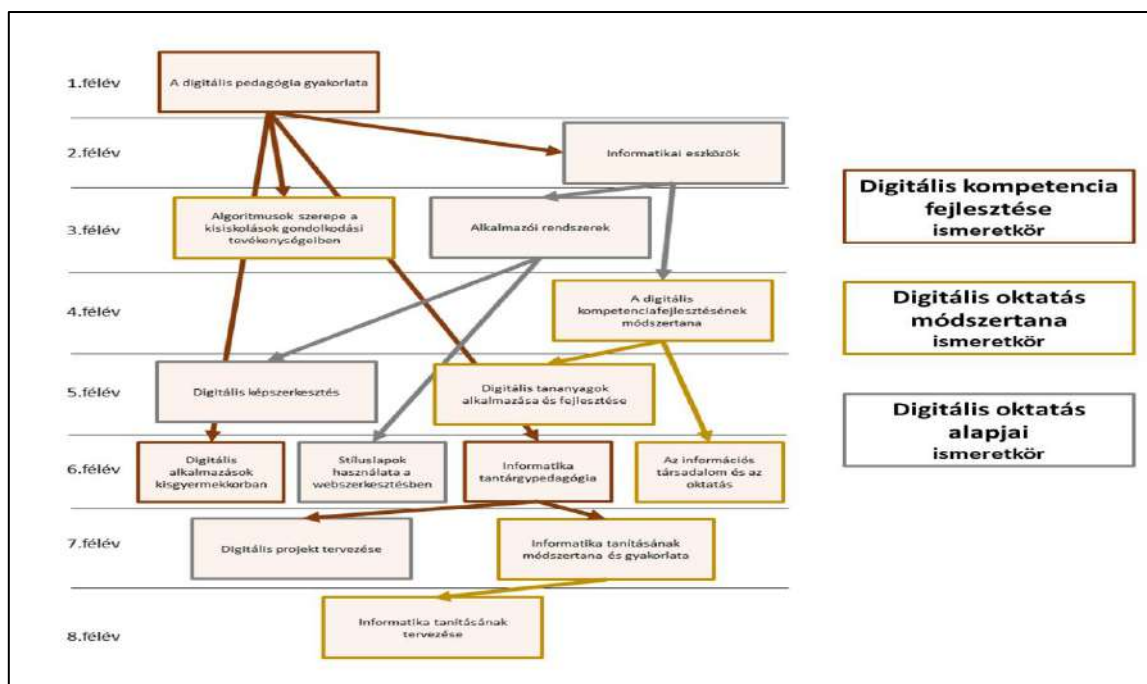 1.félév
A digitális pedagógia gyakorlata
2.félév
Informatikai eszközök
3.félév
Algoritmusok szerepe a
kisiskolások gondolkodási
tevékenységeiben
Alkalmazói rendszerek
4.félév
A digitális
kompetenciafejlesztésének
módszertana
5.félév
Digitális képszerkesztés
Digitális tananyagok
alkalmazása és fejlesztése
6.félév
Digitális
alkalmazások
kisgyermekkorban
Stíluslapok
használata a
webszerkesztésben
Informatika
tantárgypedagógia
Az információs
társadalom és az
oktatás
7.félév
Digitális projekt tervezése
Informatika tanításának
módszertana és gyakorlata
8.félév
Informatika tanításának
tervezése
Digitális kompetencia
fejlesztése
ismeretkör
Digitális oktatás
módszertana
ismeretkör
Digitális oktatás
alapjai
ismeretkör